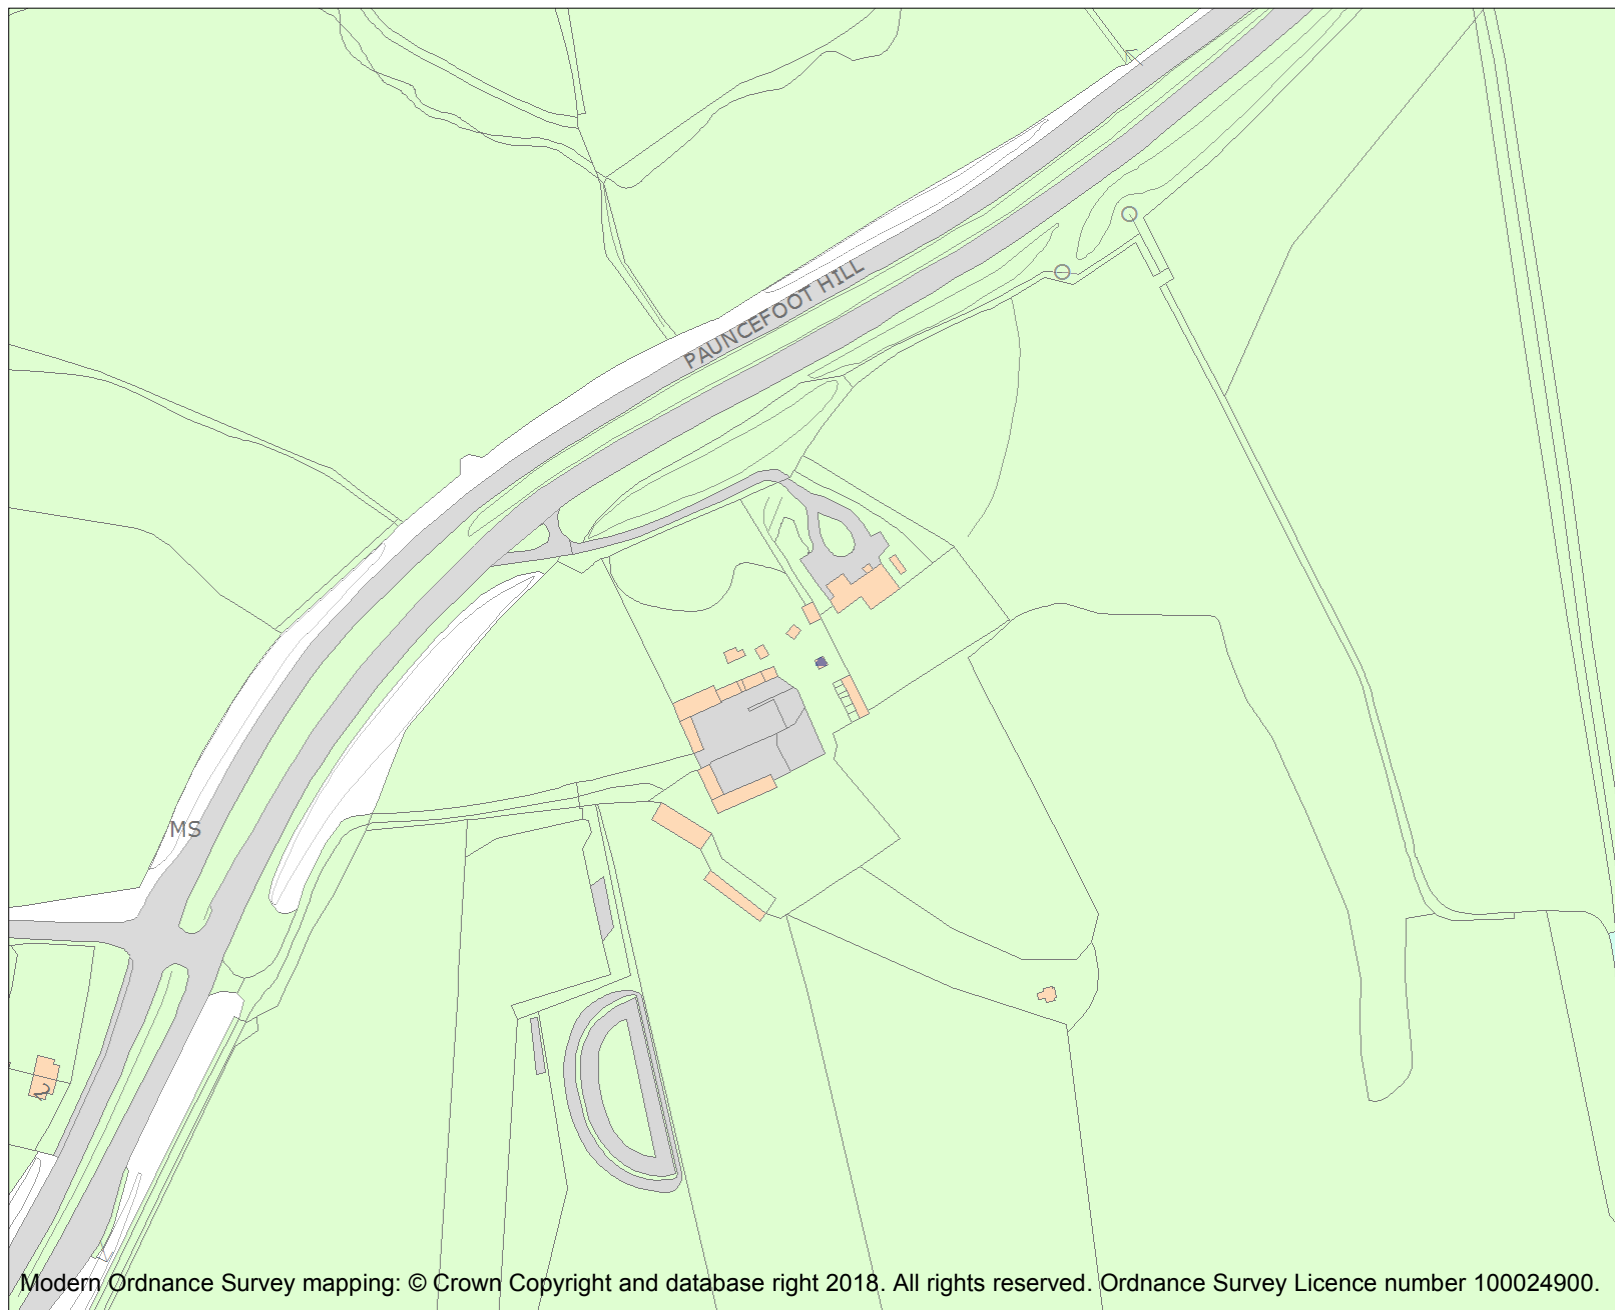 PAUNCEFOOT HILL
MS
2
Modern Ordnance Survey mapping: © Crown Copyright and database right 2018. All rights reserved. Ordnance Survey Licence number 100024900.